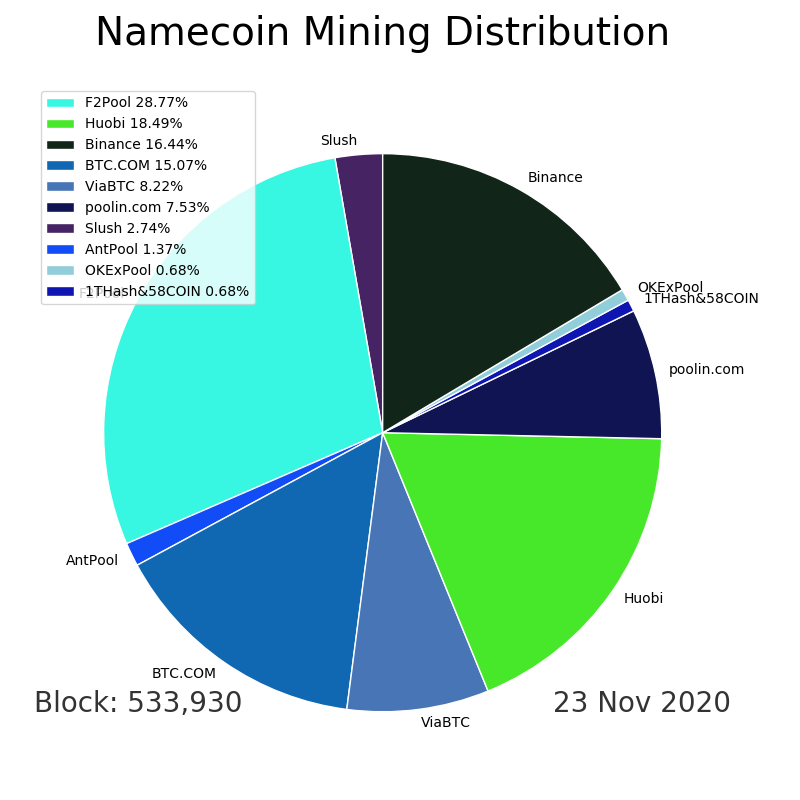 Namecoin Mining Distribution
F2Pool 28.77%
Huobi 18.49%
Binance 16.44%
BTC.COM 15.07%
ViaBTC 8.22%
poolin.com 7.53%
Slush 2.74%
AntPool 1.37%
OKExPool 0.68%
1THash&58COIN 0.68%
Slush
Binance
OKExPool
1THash&58COIN
poolin.com
Huobi
ViaBTC
BTC.COM
AntPool
F2Pool
Block: 533,930
23 Nov 2020